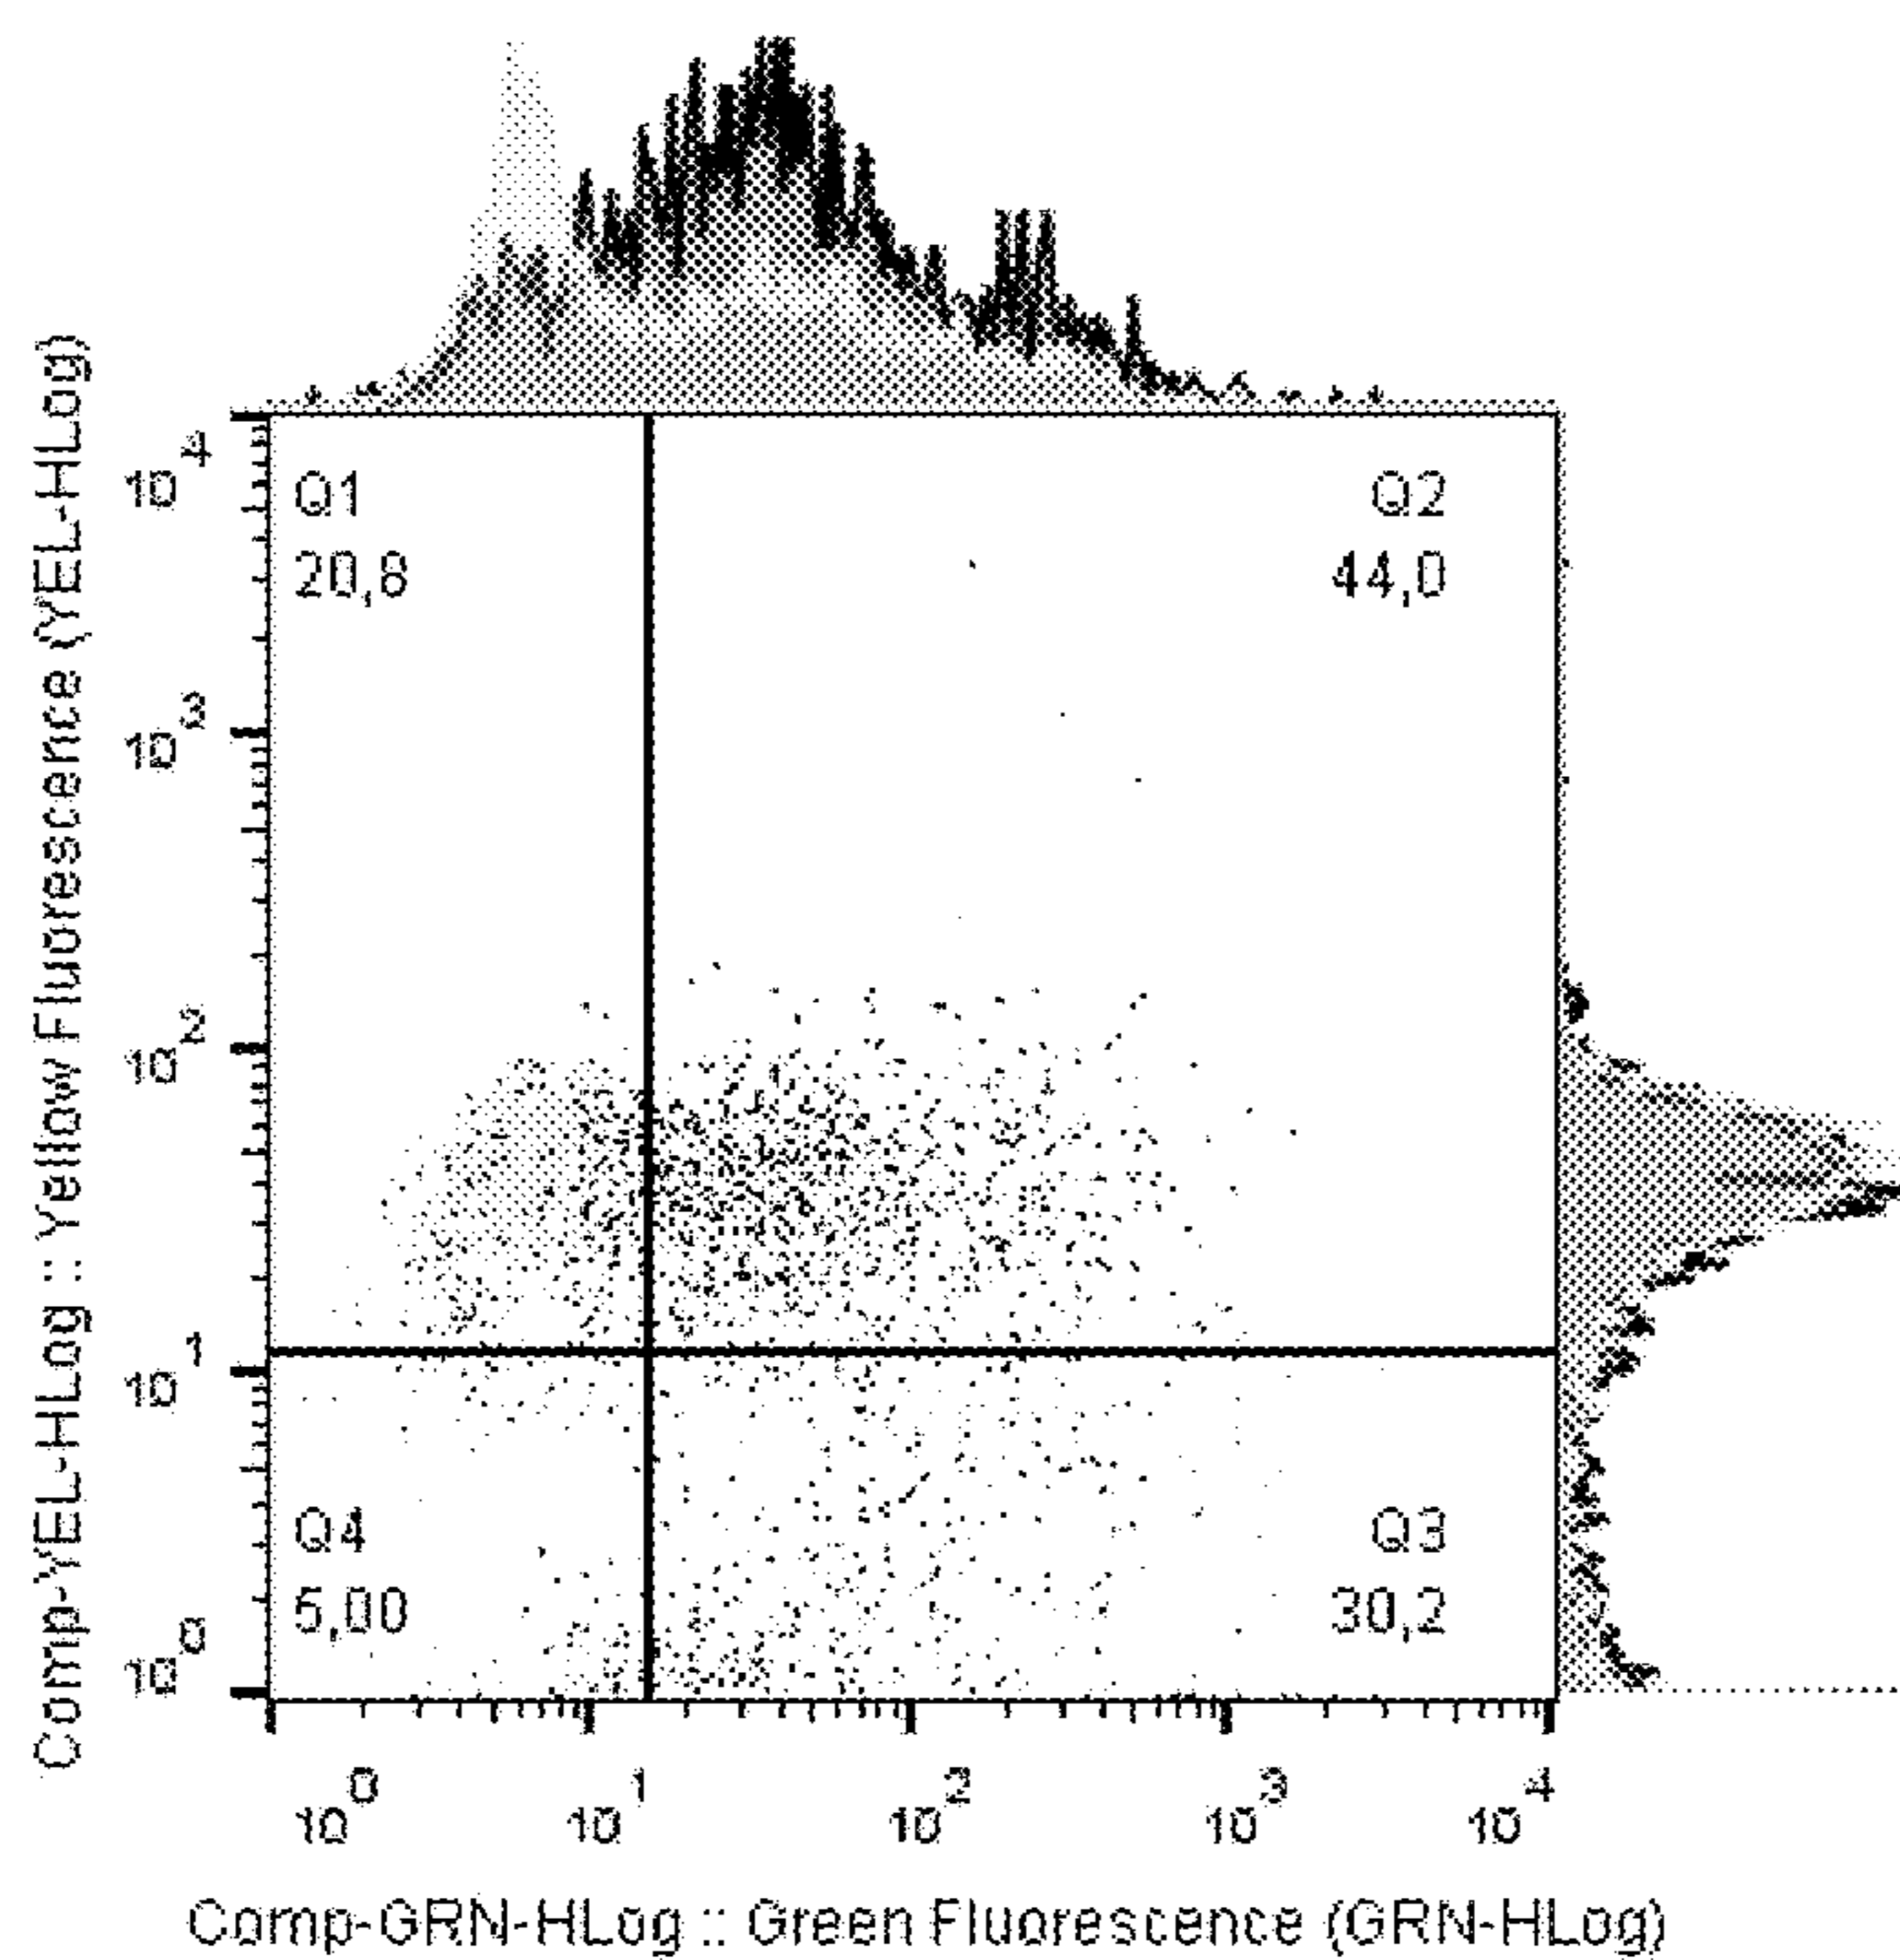 Comp-YEL-HLog :: Yellow Fluorescence (YEL-HLog)
10 4
10 3
10 2
10 1
10 0
Q1
20,8
Q2
44,0
Q4
5,00
Q3
30,2
10 0
10 1
10 2
10 3
10 4
Comp-GRN-HLog :: Green Fluorescence (GRN-HLog)